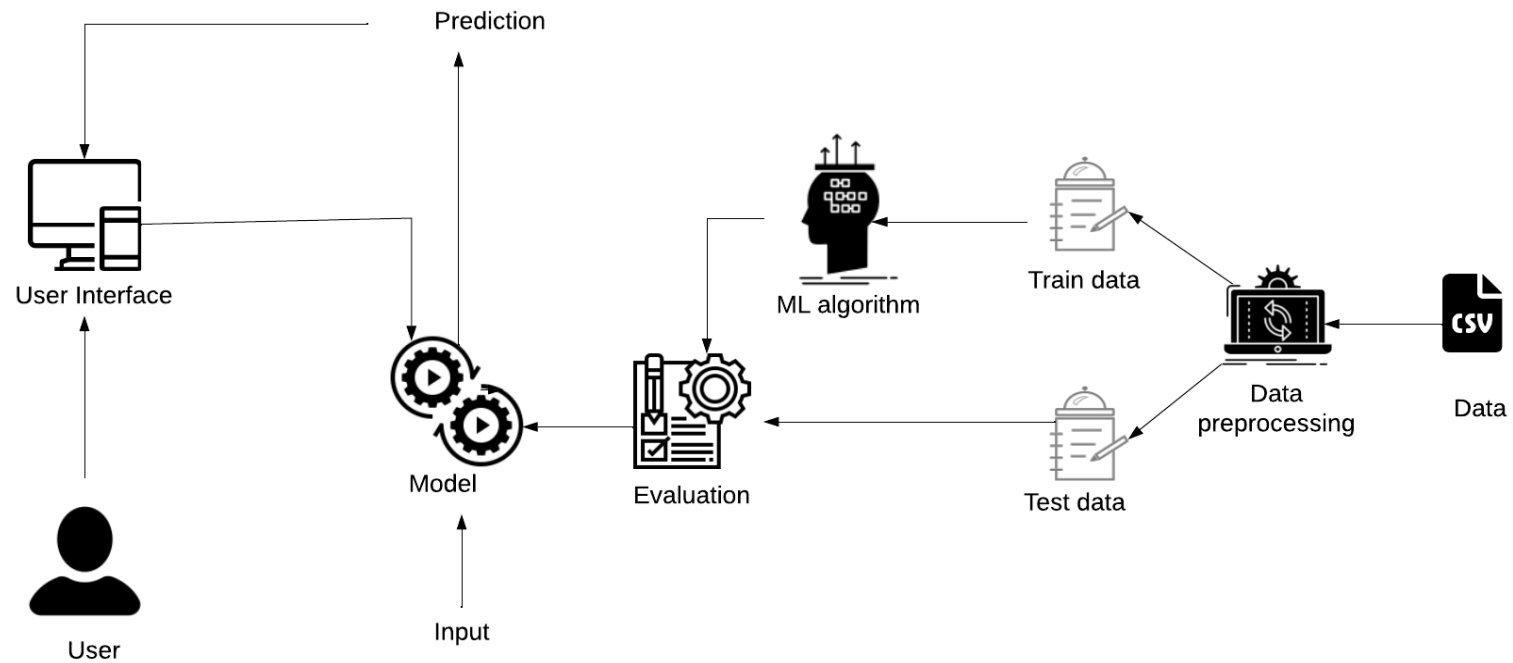 Prediction
User Interface
ML algorithm
Train data
CSV
Data
preprocessing
Data
Model
Evaluation
Test data
Input
User